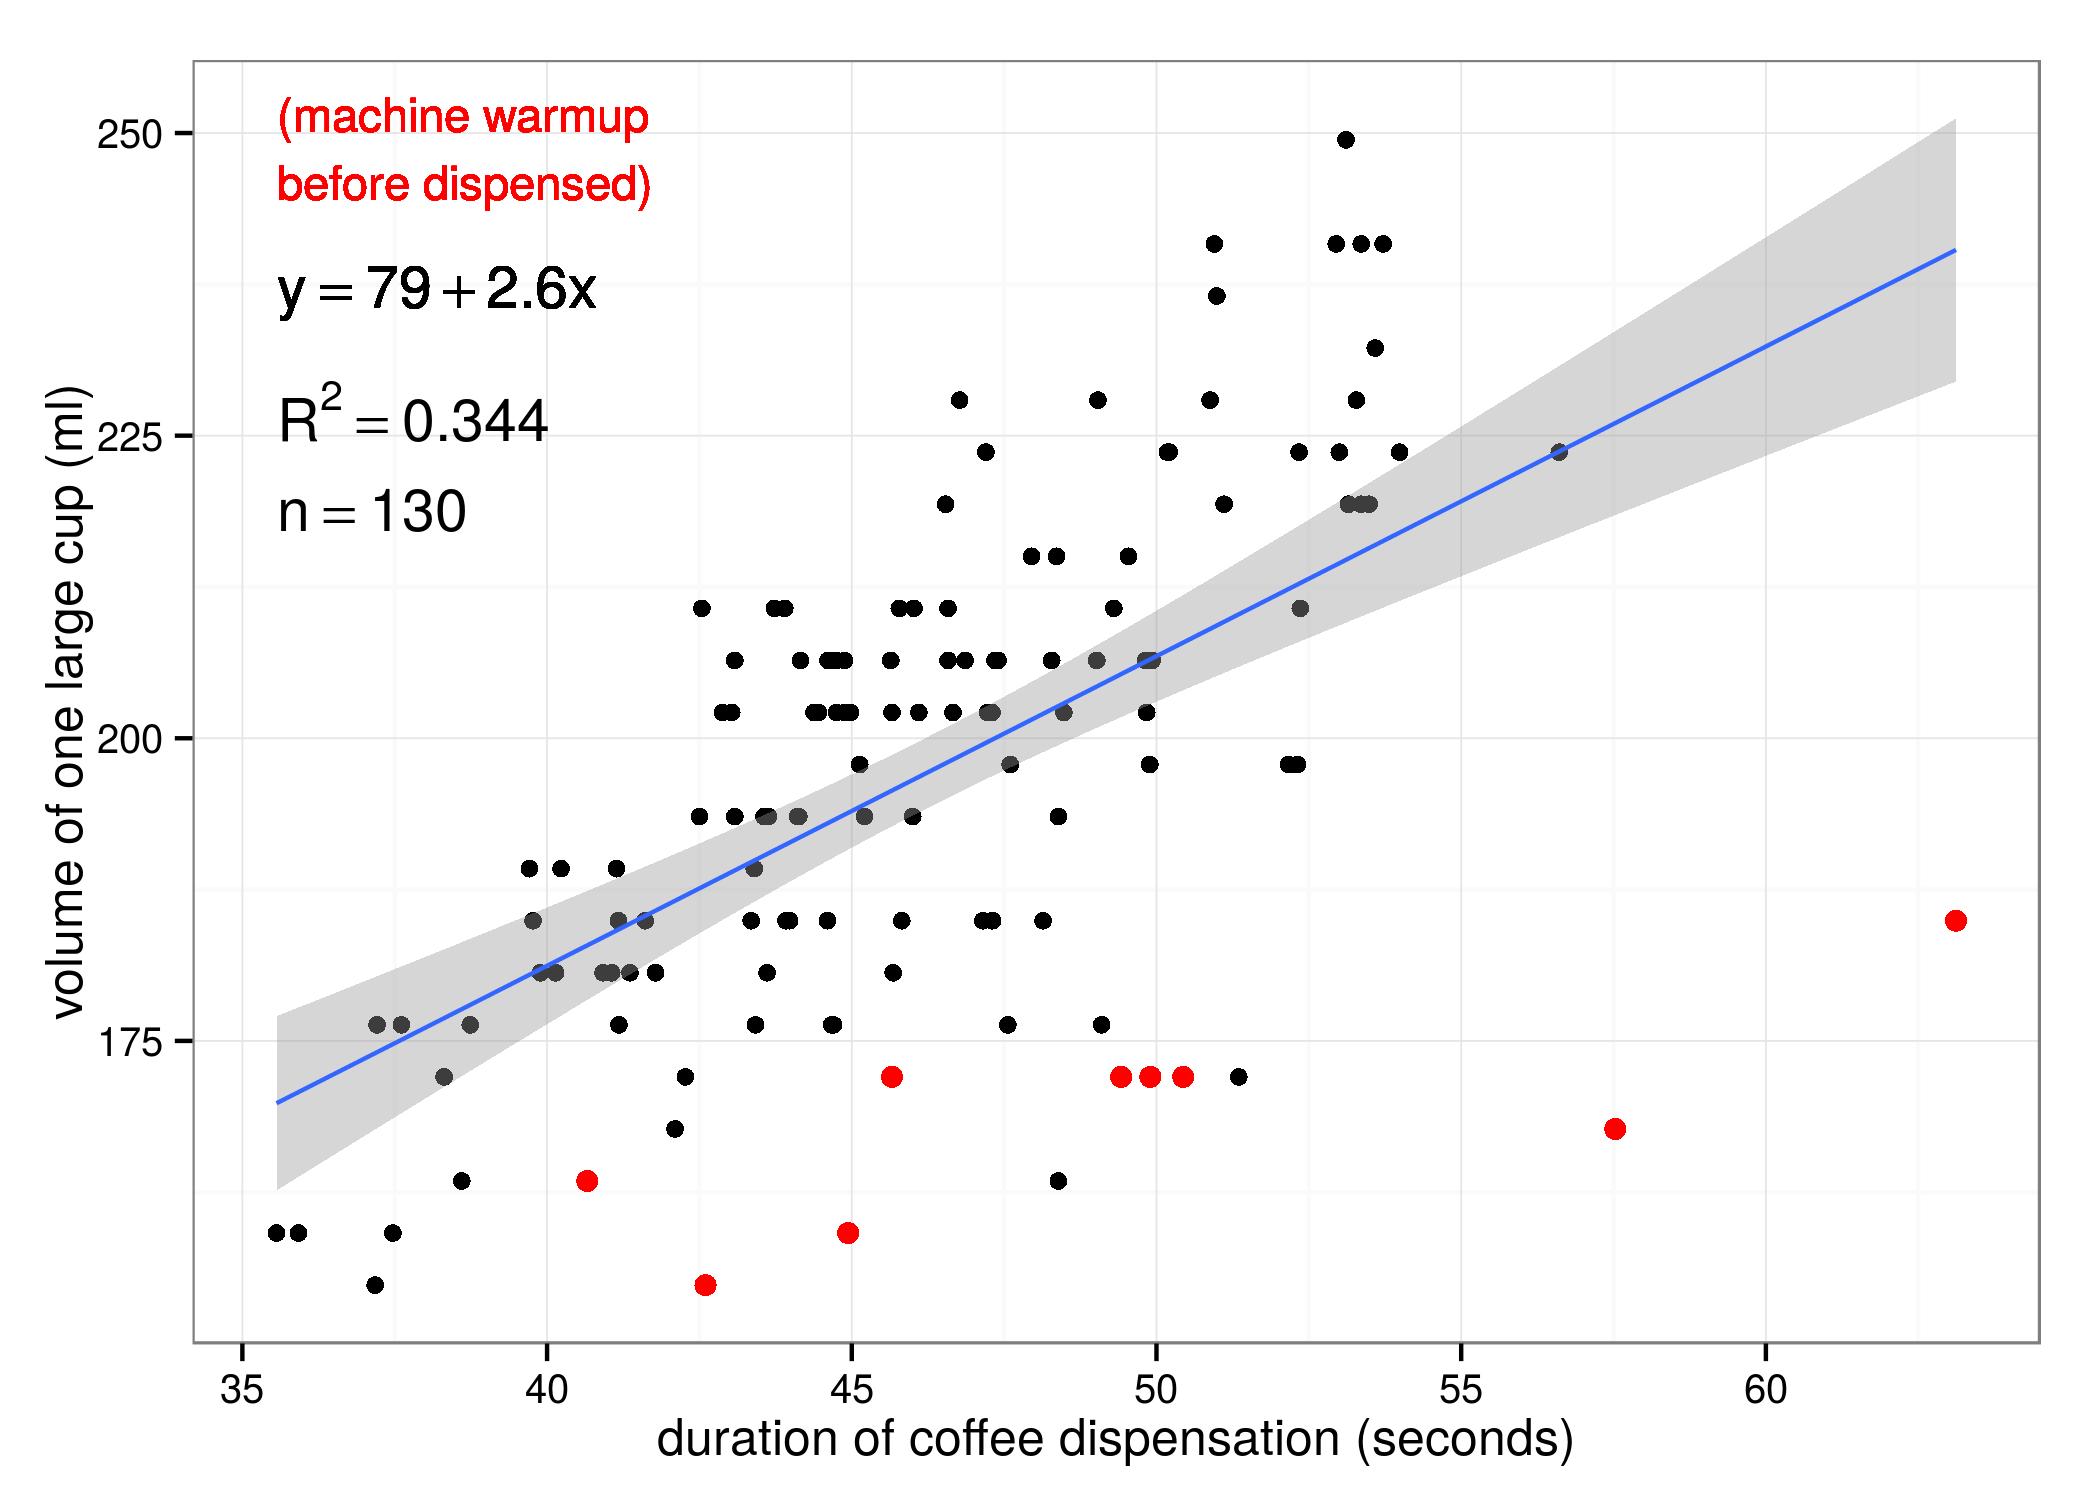 (machine warmup
before dispensed)
y = 79 + 2.6x
R² = 0.344
n = 130
volume of one large cup (ml)
250
225
200
175
35 40 45 50 55 60
duration of coffee dispensation (seconds)